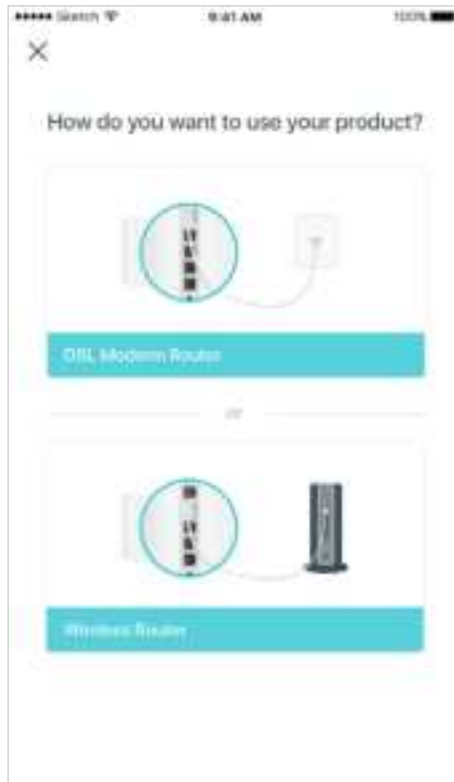 Sketch 9:41 AM 100%
How do you want to use your product?
DSL Modem Router
or
Wireless Router